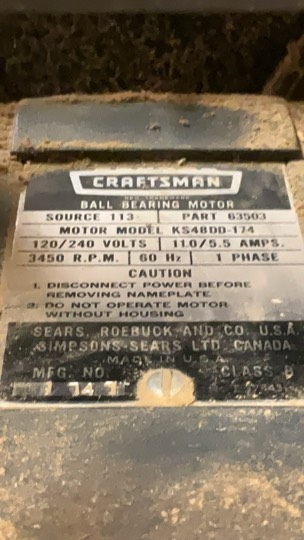 CRAFTSMAN
REG. TRADEMARK
BALL BEARING MOTOR
SOURCE 113- PART 63503
MOTOR MODEL KS48DD-174
120/240 VOLTS 11.0/5.5 AMPS.
3450 R.P.M. 60 Hz 1 PHASE
CAUTION
1. DISCONNECT POWER BEFORE
REMOVING NAMEPLATE
2. DO NOT OPERATE MOTOR
WITHOUT HOUSING
SEARS, ROEBUCK AND CO. U.S.A.
SIMPSONS-SEARS LTD. CANADA
MADE IN U.S.A.
MFG. NO. CLASS B